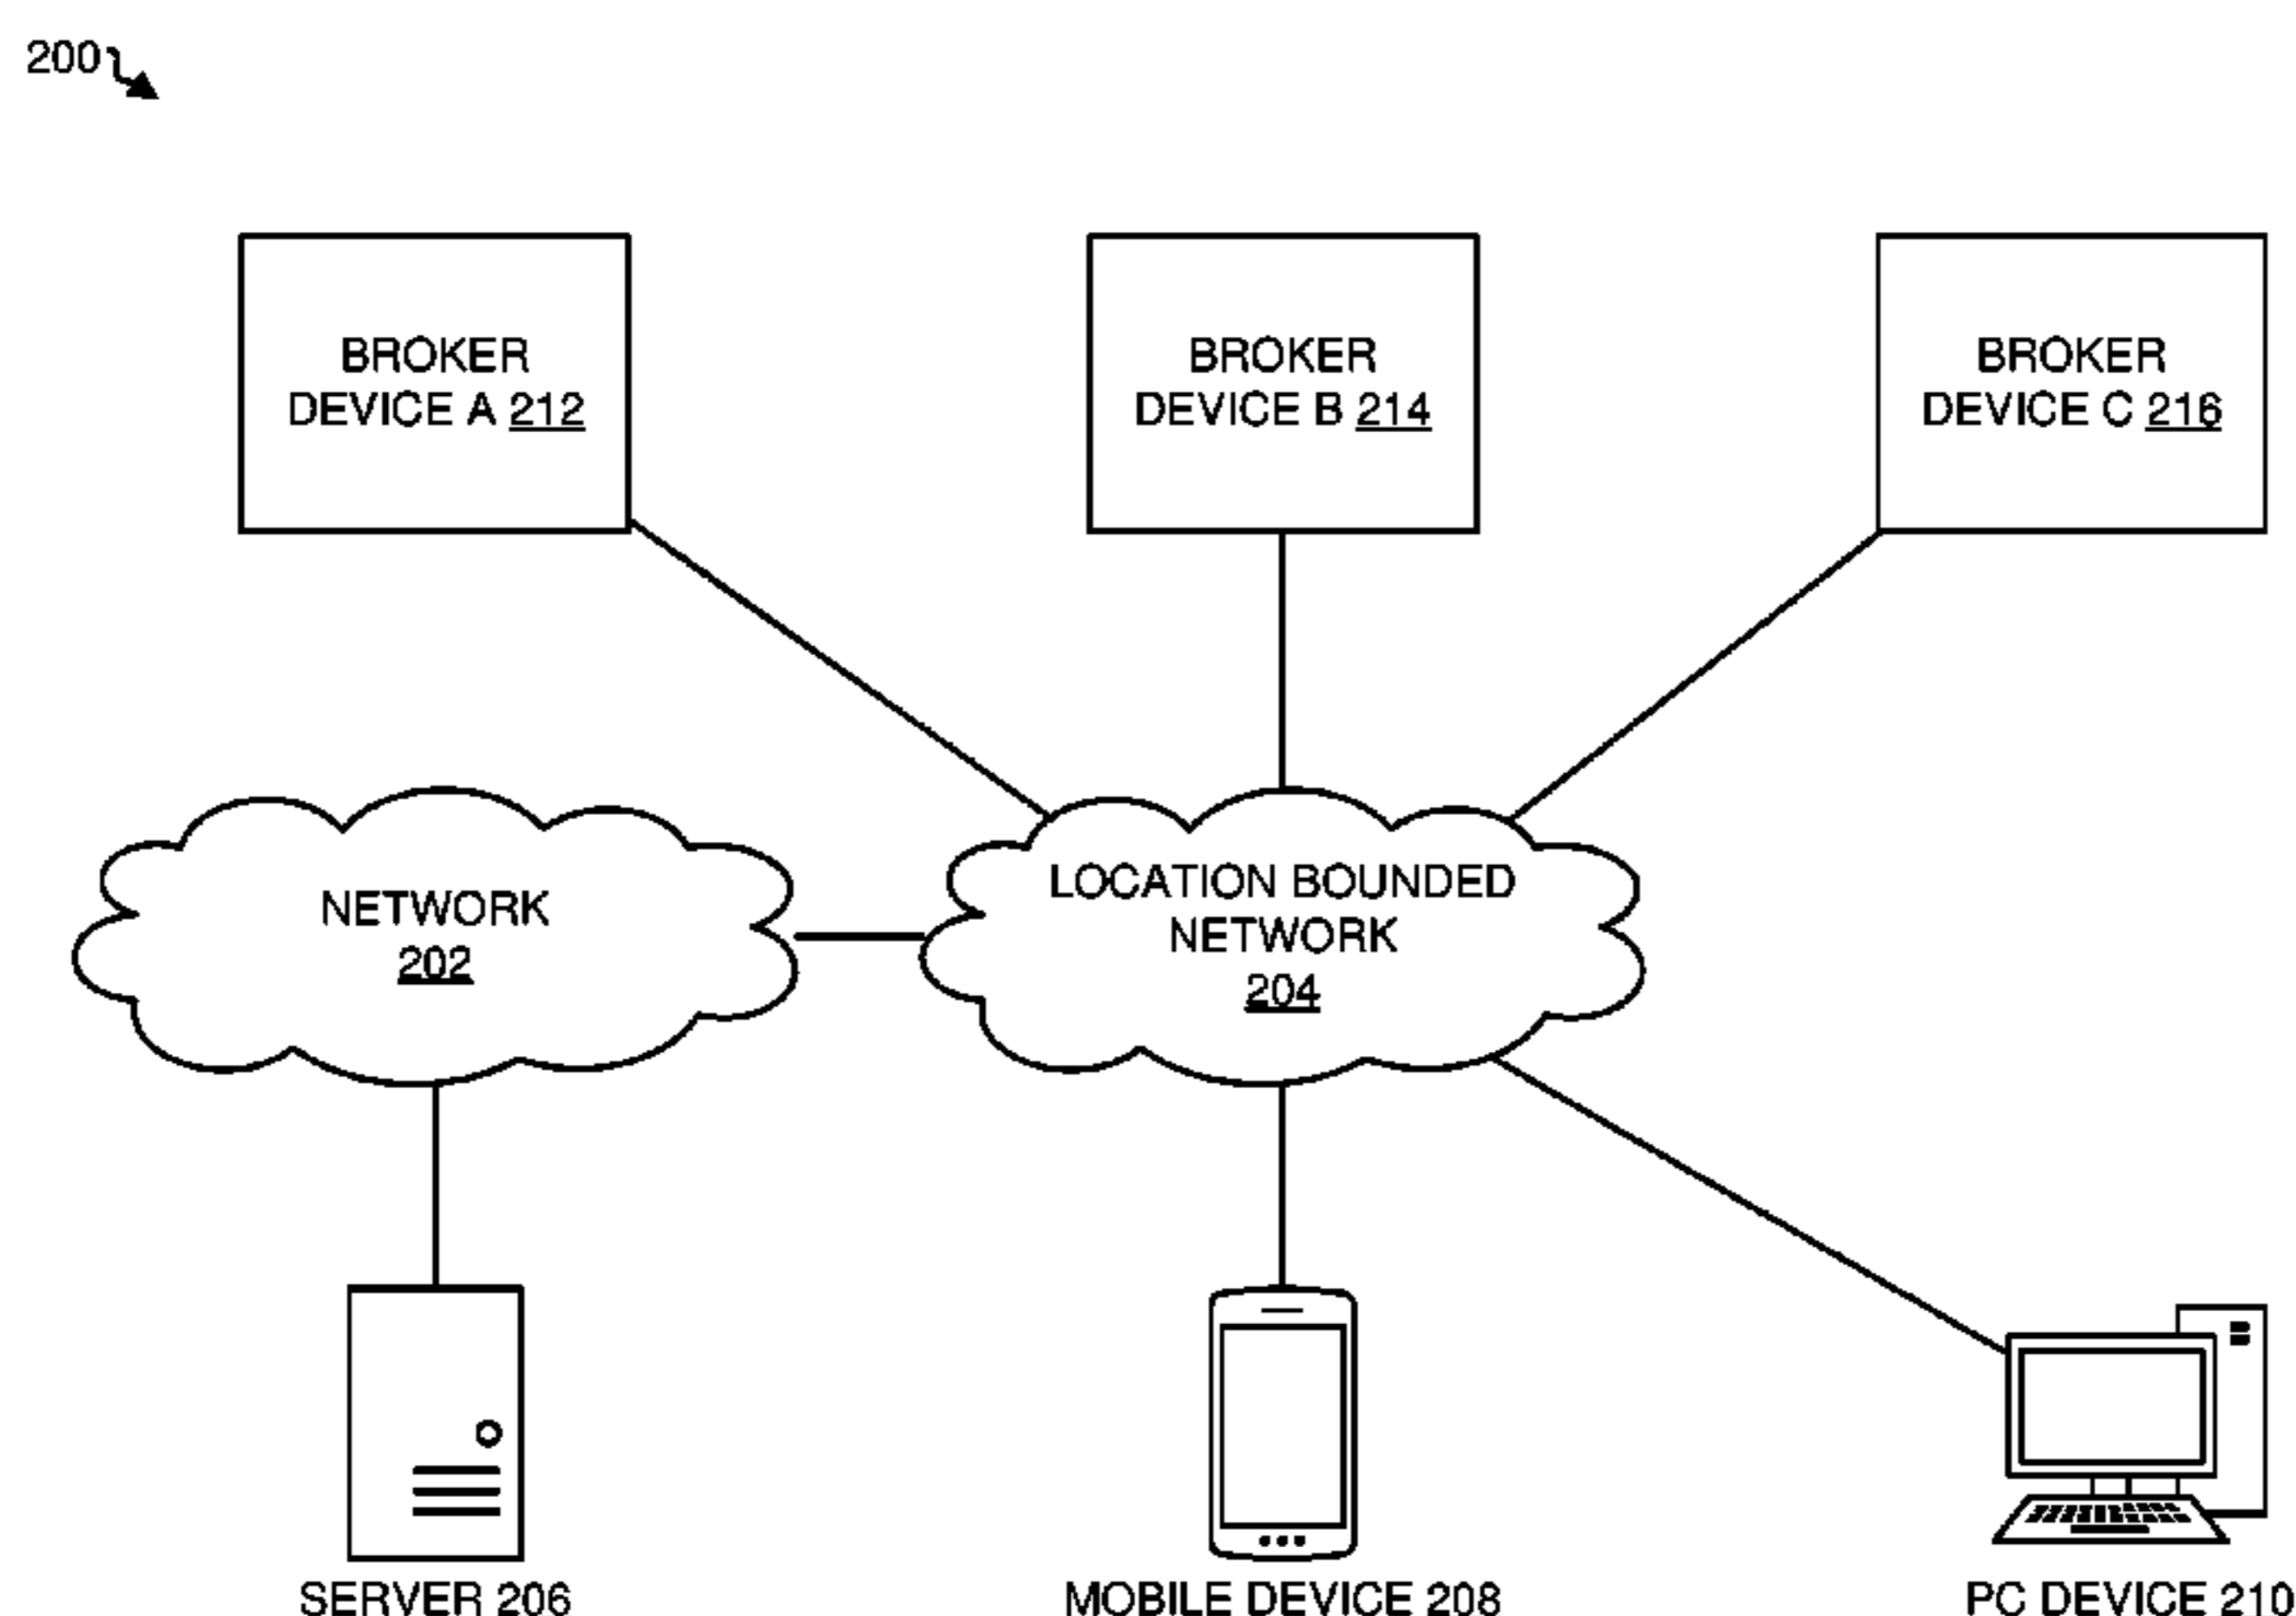 200
BROKER
DEVICE A 212
BROKER
DEVICE B 214
BROKER
DEVICE C 216
NETWORK
202
LOCATION BOUNDED
NETWORK
204
SERVER 206
MOBILE DEVICE 208
PC DEVICE 210